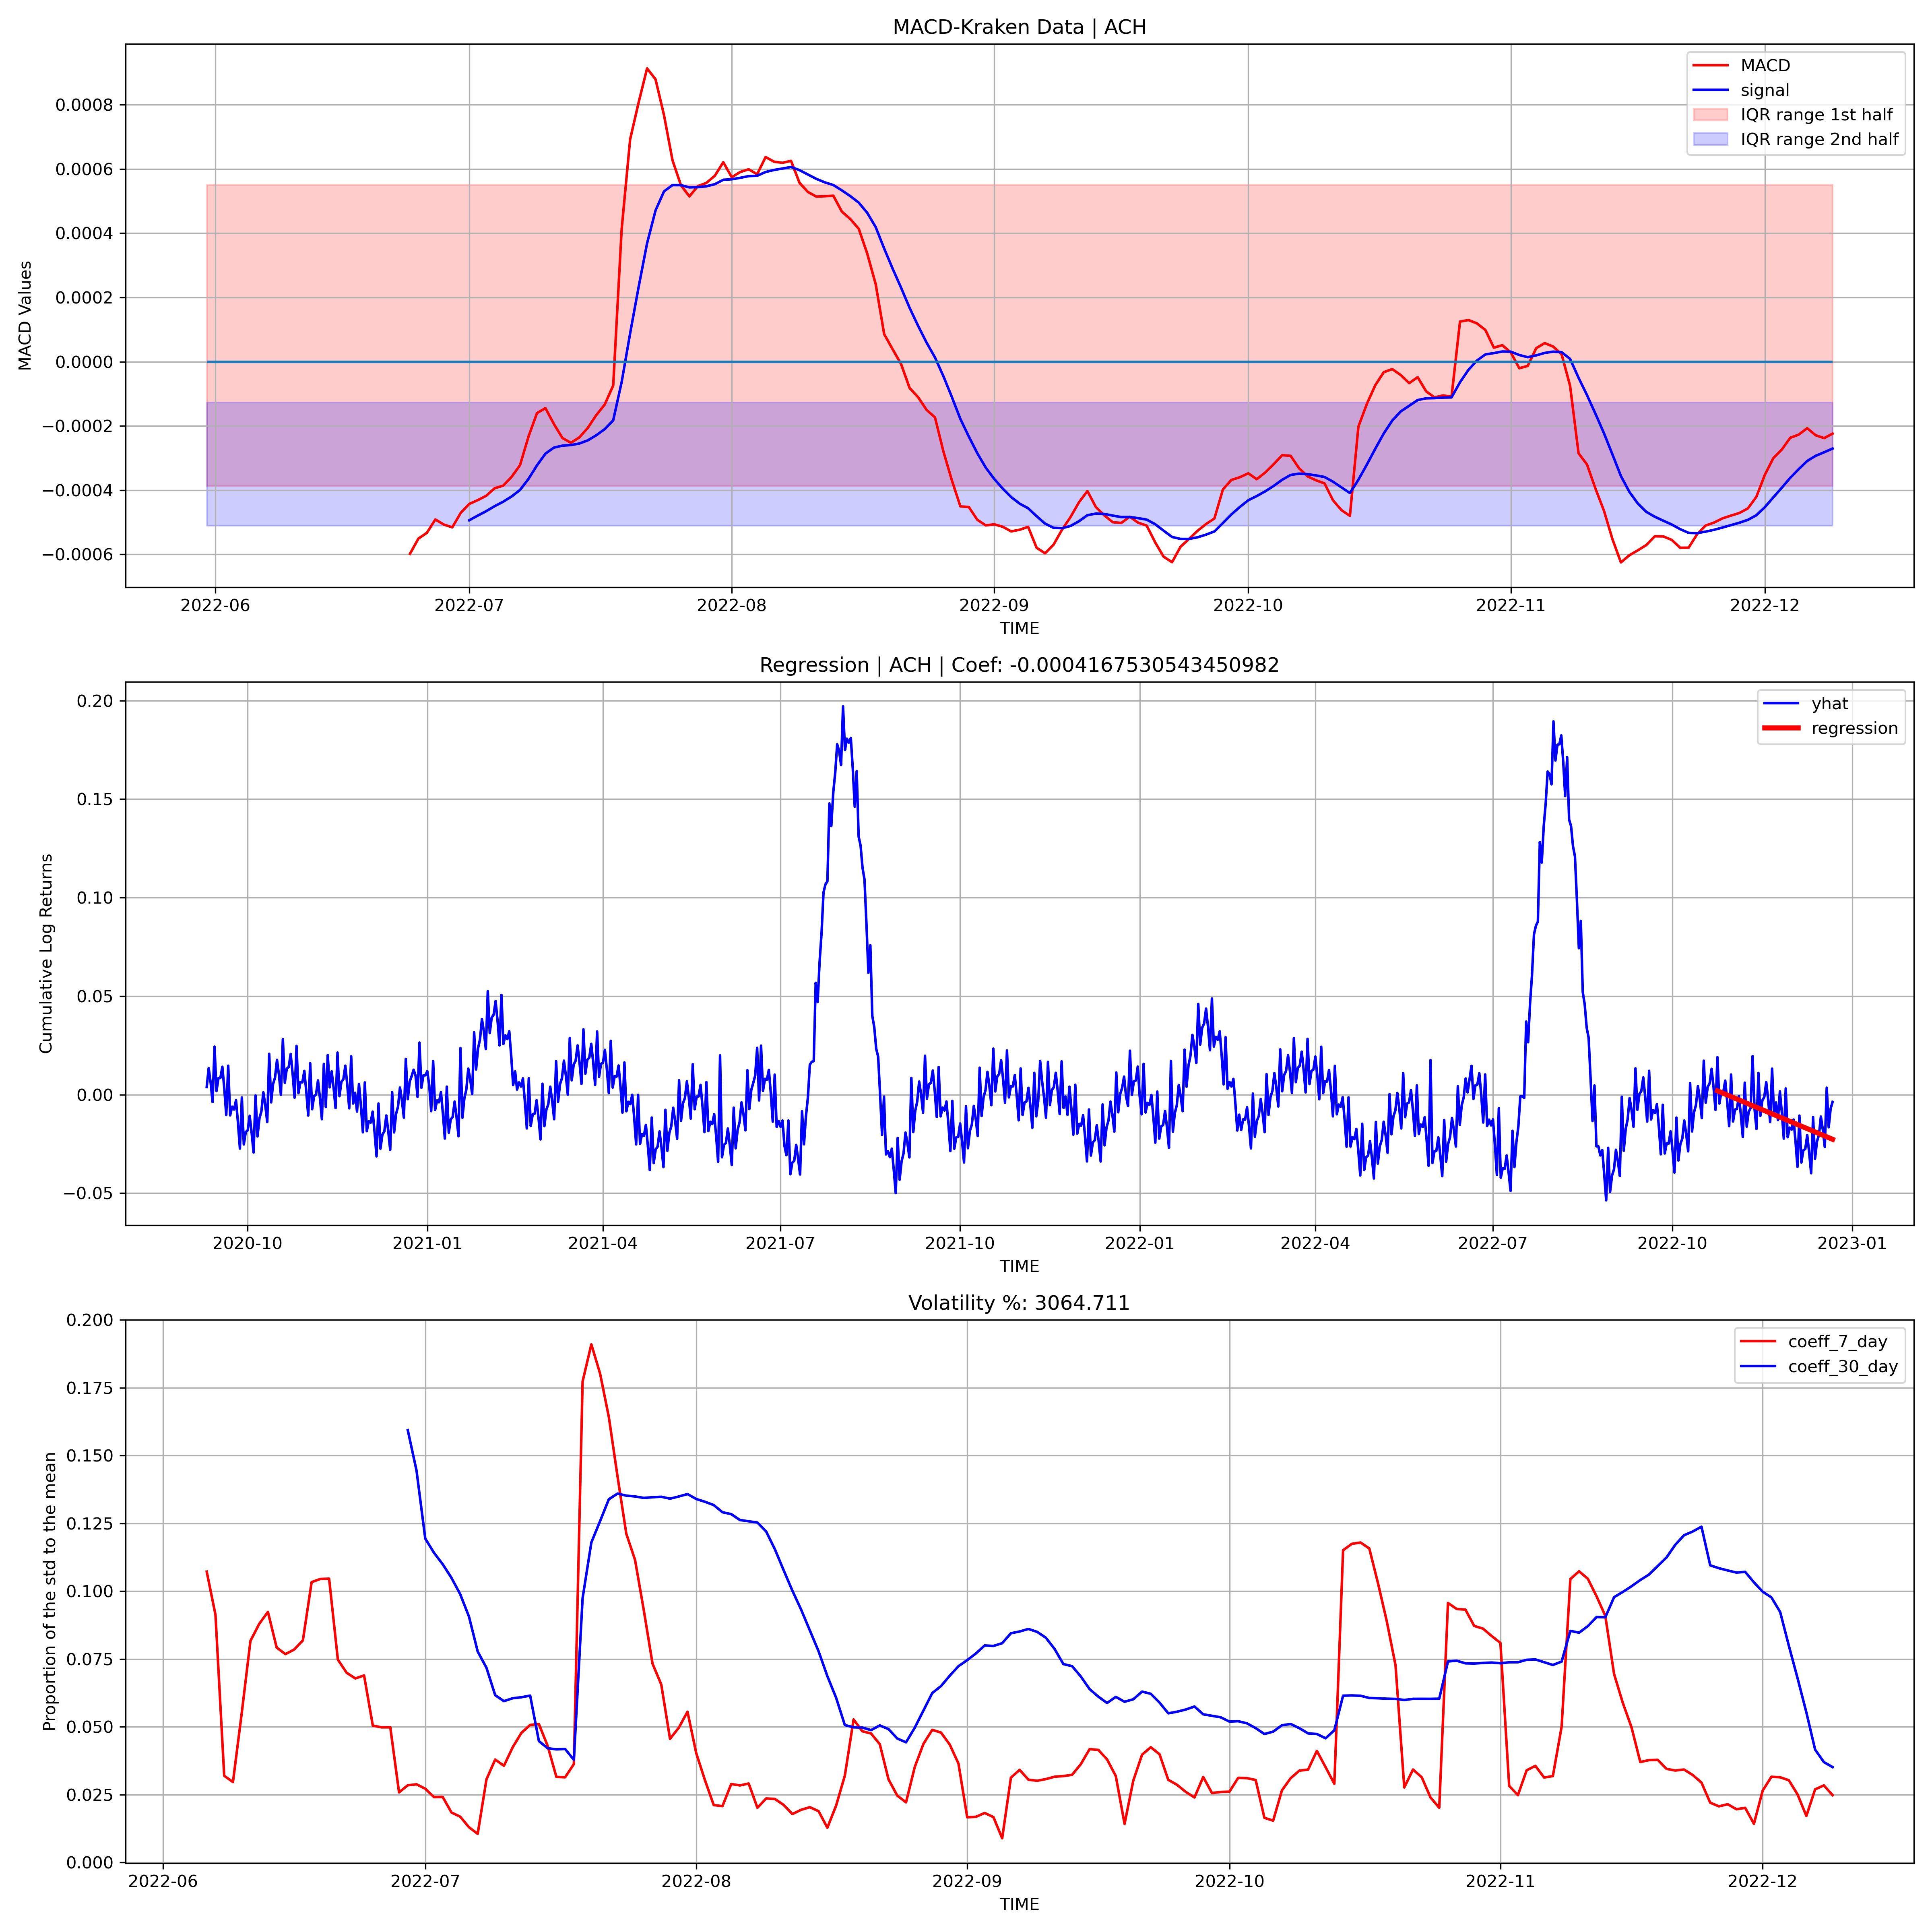 MACD-Kraken Data | ACH
MACD
signal
IQR range 1st half
IQR range 2nd half
0.0008
0.0006
0.0004
0.0002
0.0000
−0.0002
−0.0004
−0.0006
MACD Values
2022-06 2022-07 2022-08 2022-09 2022-10 2022-11 2022-12
TIME
Regression | ACH | Coef: -0.0004167530543450982
yhat
regression
0.20
0.15
0.10
0.05
0.00
−0.05
Cumulative Log Returns
2020-10 2021-01 2021-04 2021-07 2021-10 2022-01 2022-04 2022-07 2022-10 2023-01
TIME
Volatility %: 3064.711
coeff_7_day
coeff_30_day
0.200
0.175
0.150
0.125
0.100
0.075
0.050
0.025
0.000
Proportion of the std to the mean
2022-06 2022-07 2022-08 2022-09 2022-10 2022-11 2022-12
TIME